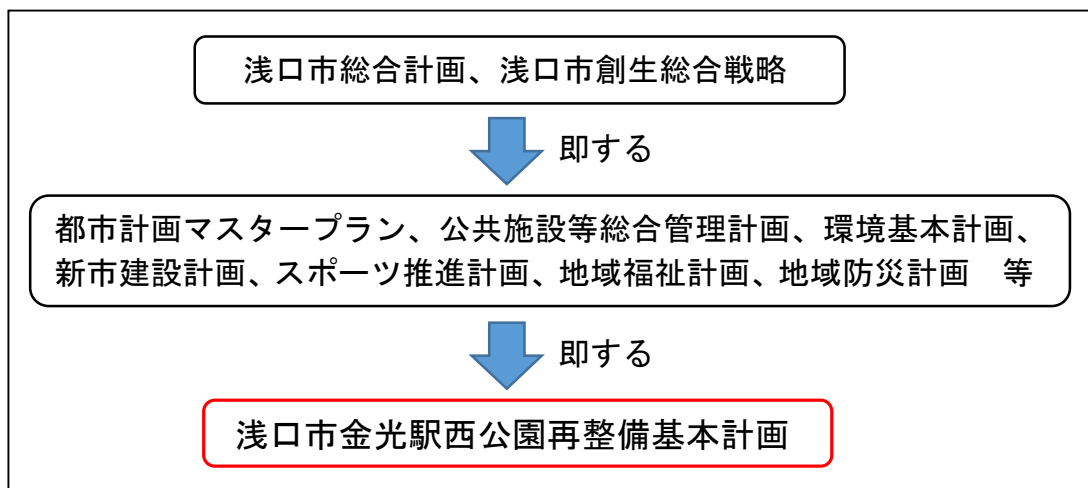 浅口市総合計画、浅口市創生総合戦略
即する
都市計画マスタープラン、公共施設等総合管理計画、環境基本計画、
新市建設計画、スポーツ推進計画、地域福祉計画、地域防災計画　等
即する
浅口市金光駅西公園再整備基本計画